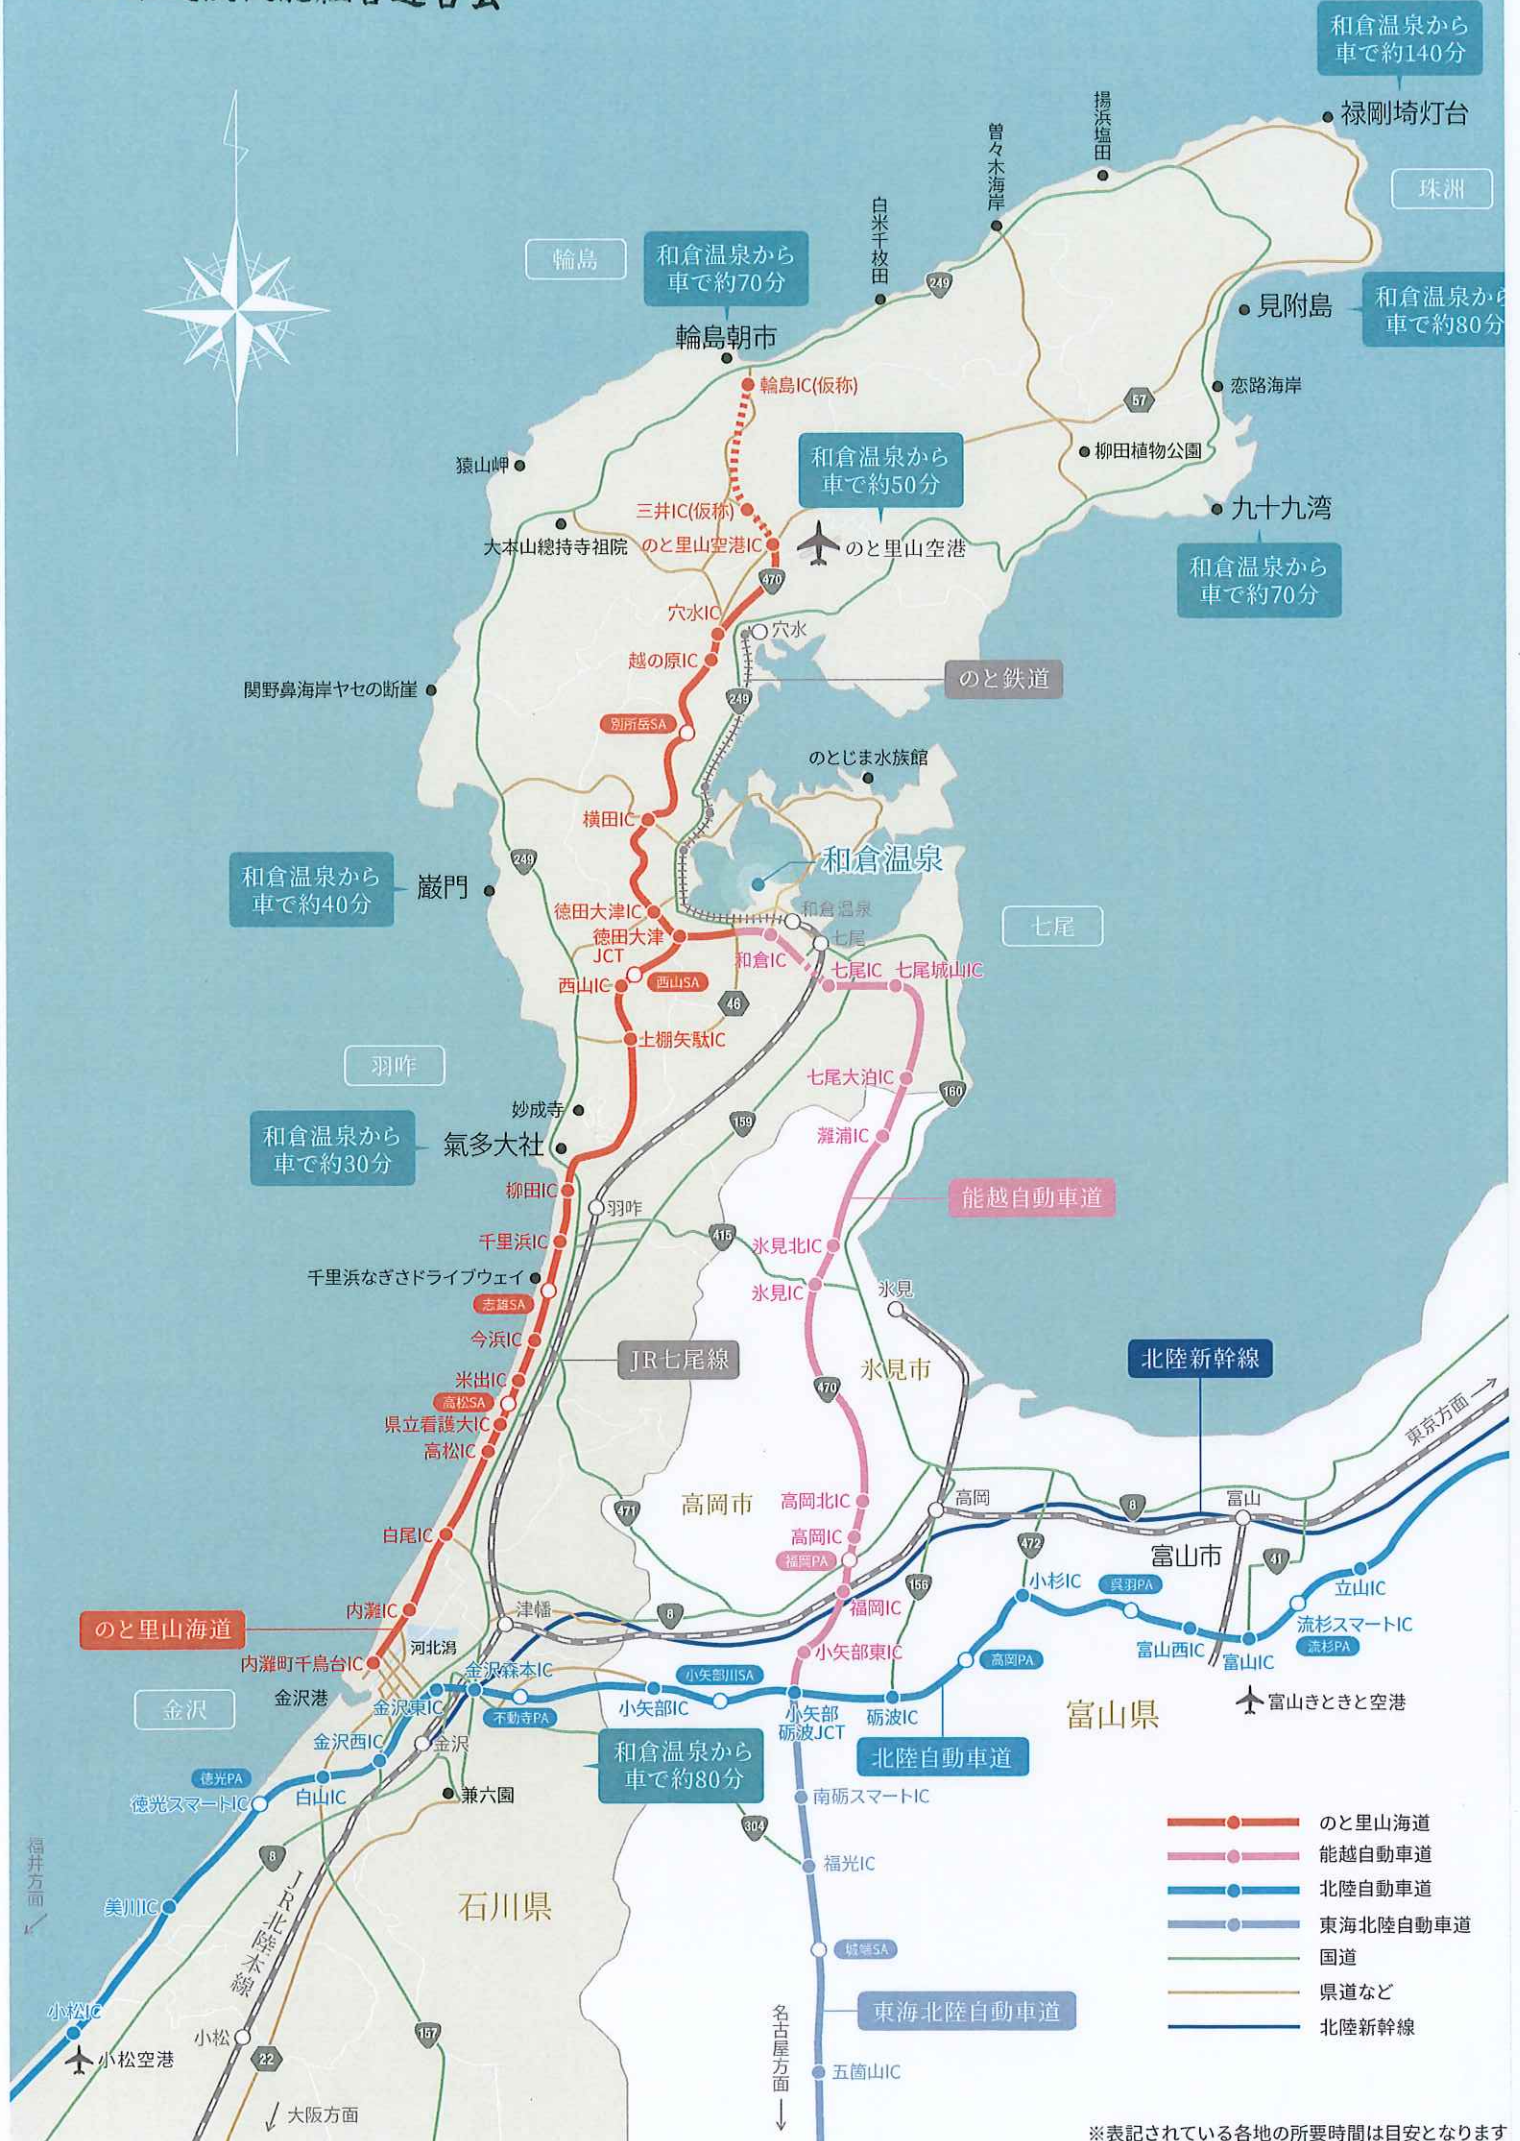 和倉温泉から
車で約140分
禄剛埼灯台
揚浜塩田
曽々木海岸
珠洲
白米千枚田
輪島
和倉温泉から
車で約70分
249
見附島
和倉温泉から
車で約80分
輪島朝市
輪島IC(仮称)
恋路海岸
57
猿山岬
和倉温泉から
車で約50分
柳田植物公園
三井IC(仮称)
九十九湾
大本山總持寺祖院
のと里山空港IC
のと里山空港
和倉温泉から
車で約70分
470
穴水IC
穴水
越の原IC
のと鉄道
関野鼻海岸ヤセの断崖
249
別所岳SA
のとじま水族館
横田IC
249
和倉温泉
和倉温泉から
車で約40分
巌門
徳田大津IC
和倉温泉
七尾
徳田大津
JCT
七尾
和倉IC
七尾IC
七尾城山IC
西山IC
西山SA
46
上棚矢駄IC
羽咋
七尾大泊IC
160
妙成寺
159
和倉温泉から
車で約30分
氣多大社
灘浦IC
柳田IC
能越自動車道
羽咋
415
千里浜IC
氷見北IC
千里浜なぎさドライブウェイ
氷見IC
氷見
志雄SA
今浜IC
JR七尾線
北陸新幹線
氷見市
米出IC
470
高松SA
県立看護大IC
東京方面
高松IC
高岡市
高岡北IC
高岡
8
富山
471
白尾IC
高岡IC
472
富山市
41
福岡PA
156
小杉IC
呉羽PA
立山IC
内灘IC
津幡
8
福岡IC
流杉スマートIC
のと里山海道
河北潟
富山西IC
流杉PA
内灘町千鳥台IC
小矢部東IC
富山IC
金沢森本IC
小矢部川SA
高岡PA
金沢港
金沢
金沢東IC
不動寺PA
小矢部IC
小矢部
砺波JCT
砺波IC
富山県
富山きときと空港
金沢西IC
金沢
和倉温泉から
車で約80分
北陸自動車道
徳光PA
徳光スマートIC
白山IC
兼六園
南砺スマートIC
304
のと里山海道
福井方面
8
福光IC
能越自動車道
JR北陸本線
美川IC
石川県
北陸自動車道
東海北陸自動車道
城端SA
国道
県道など
小松IC
名古屋方面
東海北陸自動車道
北陸新幹線
小松
157
小松空港
22
五箇山IC
大阪方面
※表記されている各地の所要時間は目安となります